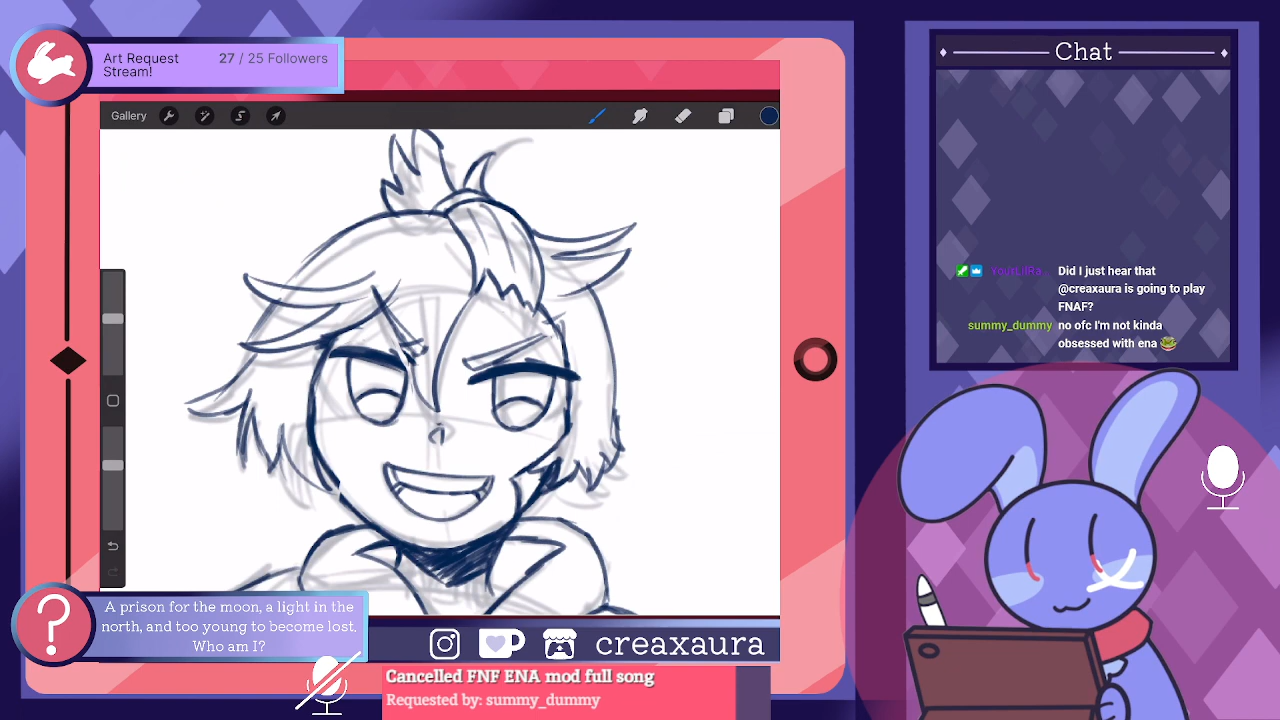 Art Request
Stream!
27 / 25 Followers
Gallery
Chat
YoursLilRa
Did I just hear that
@creaxaura is going to play
FNAF?
summy_dummy
no ofc I'm not kinda
obsessed with ena
A prison for the moon, a light in the
north, and too young to become lost.
Who am I?
creaxaura
Cancelled FNF ENA mod full song
Requested by: summy_dummy